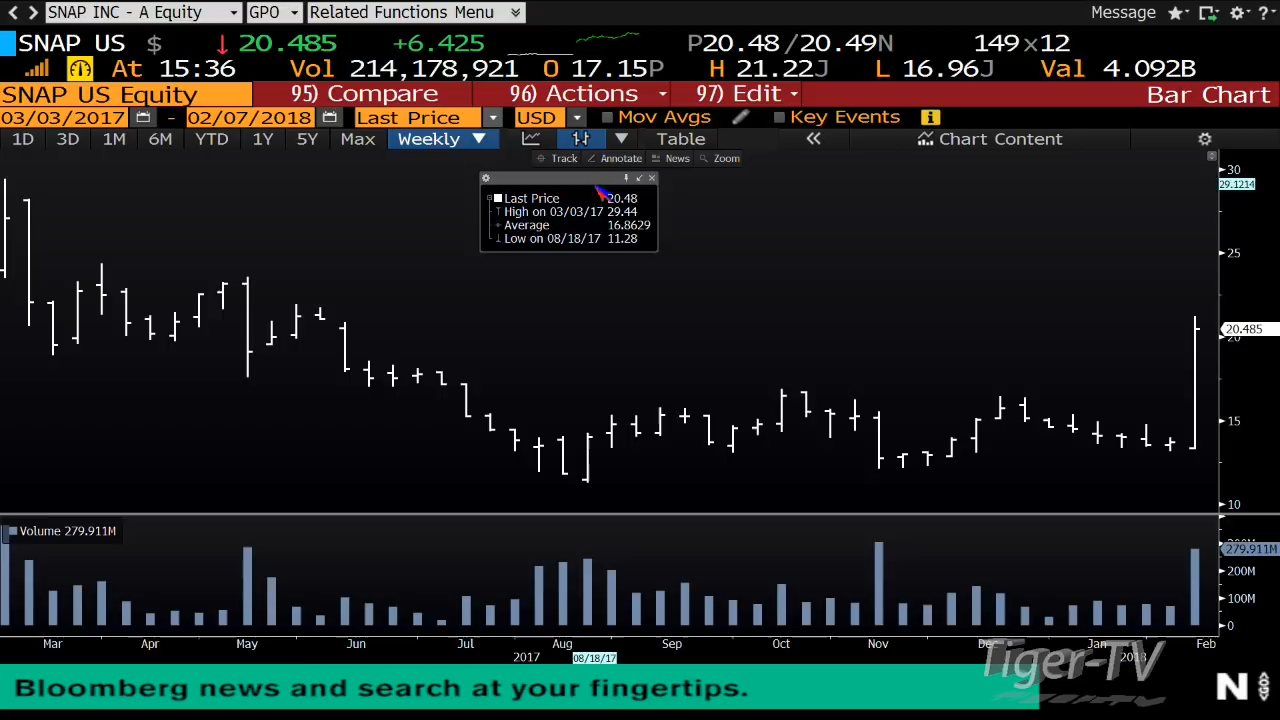 SNAP INC - A Equity GPO Related Functions Menu Message ?
SNAP US $ ↓ 20.485 +6.425 P20.48 /20.49N 149x12
At 15:36 Vol 214,178,921 O 17.15P H 21.22J L 16.96J Val 4.092B
SNAP US Equity 95) Compare 96) Actions 97) Edit Bar Chart
03/03/2017 - 02/07/2018 Last Price USD Mov Avgs Key Events i
1D 3D 1M 6M YTD 1Y 5Y Max Weekly ▼ Table « Chart Content
Track Annotate News Zoom
30
29.1214
Last Price 20.48
High on 03/03/17 29.44
Average 16.8629
Low on 08/18/17 11.28
25
20.485
20
15
10
Volume 279.911M
279.911M
200M
100M
0
Mar Apr May Jun Jul Aug Sep Oct Nov Dec Jan Feb
2017 08/18/17 2018
Tiger-TV
Bloomberg news and search at your fingertips.
N